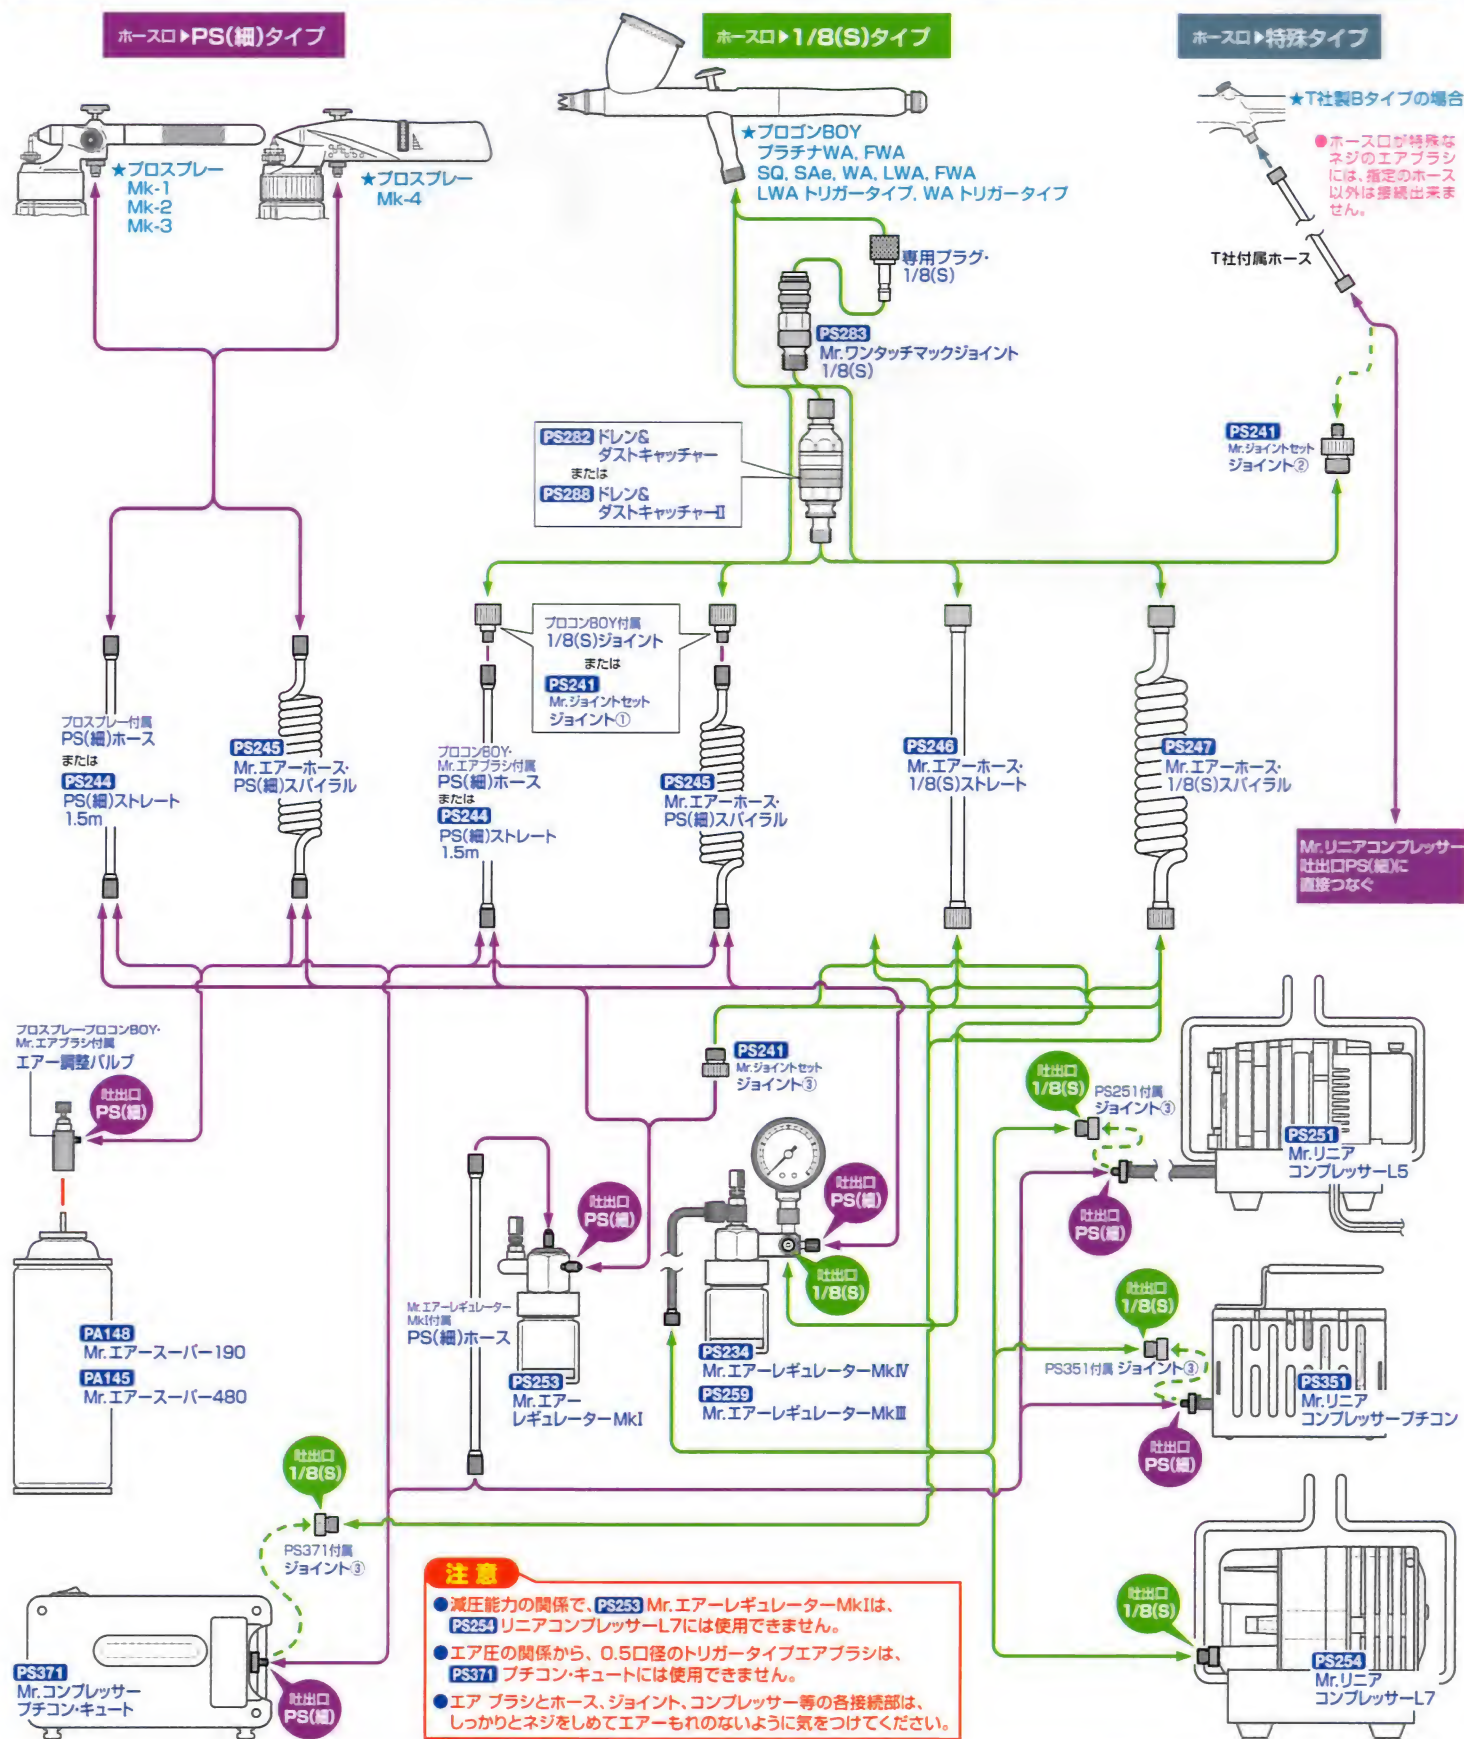 ホース口▶PS(細)タイプ
ホース口▶1/8(S)タイプ
ホース口▶特殊タイプ
★プロスプレー
Mk-1
Mk-2
Mk-3
★プロスプレー
Mk-4
★プロゴンBOY
プラチナWA, FWA
SQ, SAe, WA, LWA, FWA
LWA トリガータイプ, WA トリガータイプ
★T社製Bタイプの場合
●ホース口が特殊な
ネジのエアブラシ
には、指定のホース
以外は接続出来ま
せん。
T社付属ホース
専用プラグ・
1/8(S)
PS283
Mr.ワンタッチマックジョイント
1/8(S)
PS282 ドレン&
ダストキャッチャー
または
PS288 ドレン&
ダストキャッチャーII
PS241
Mr.ジョイントセット
ジョイント②
プロコンBOY付属
1/8(S)ジョイント
または
PS241
Mr.ジョイントセット
ジョイント①
プロスプレー付属
PS(細)ホース
または
PS244
PS(細)ストレート
1.5m
PS245
Mr.エアーホース・
PS(細)スパイラル
プロコンBOY・
Mr.エアブラシ付属
PS(細)ホース
または
PS244
PS(細)ストレート
1.5m
PS245
Mr.エアーホース・
PS(細)スパイラル
PS246
Mr.エアーホース・
1/8(S)ストレート
PS247
Mr.エアーホース・
1/8(S)スパイラル
Mr.リニアコンプレッサー
吐出口PS(細)に
直接つなぐ
プロスプレープロコンBOY・
Mr.エアブラシ付属
エアー調整バルブ
吐出口
PS(細)
PS241
Mr.ジョイントセット
ジョイント③
吐出口
PS(細)
吐出口
PS(細)
吐出口
1/8(S)
吐出口
1/8(S)
PS251付属
ジョイント③
PS251
Mr.リニア
コンプレッサーL5
吐出口
PS(細)
Mr.エアーレギュレーター
MkI付属
PS(細)ホース
PS253
Mr.エアー
レギュレーターMkI
PS234
Mr.エアーレギュレーターMkIV
PS259
Mr.エアーレギュレーターMkIII
吐出口
1/8(S)
PS351付属 ジョイント③
PS351
Mr.リニア
コンプレッサープチコン
吐出口
PS(細)
PA148
Mr.エアースーパー190
PA145
Mr.エアースーパー480
吐出口
1/8(S)
PS371付属
ジョイント③
PS371
Mr.コンプレッサー
プチコン・キュート
吐出口
PS(細)
注意
●減圧能力の関係で、PS253 Mr.エアーレギュレーターMkIは、
PS254 リニアコンプレッサーL7には使用できません。
●エア圧の関係から、0.5口径のトリガータイプエアブラシは、
PS371 プチコン・キュートには使用できません。
●エア ブラシとホース、ジョイント、コンプレッサー等の各接続部は、
しっかりとネジをしめてエアーもれのないように気をつけてください。
吐出口
1/8(S)
PS254
Mr.リニア
コンプレッサーL7